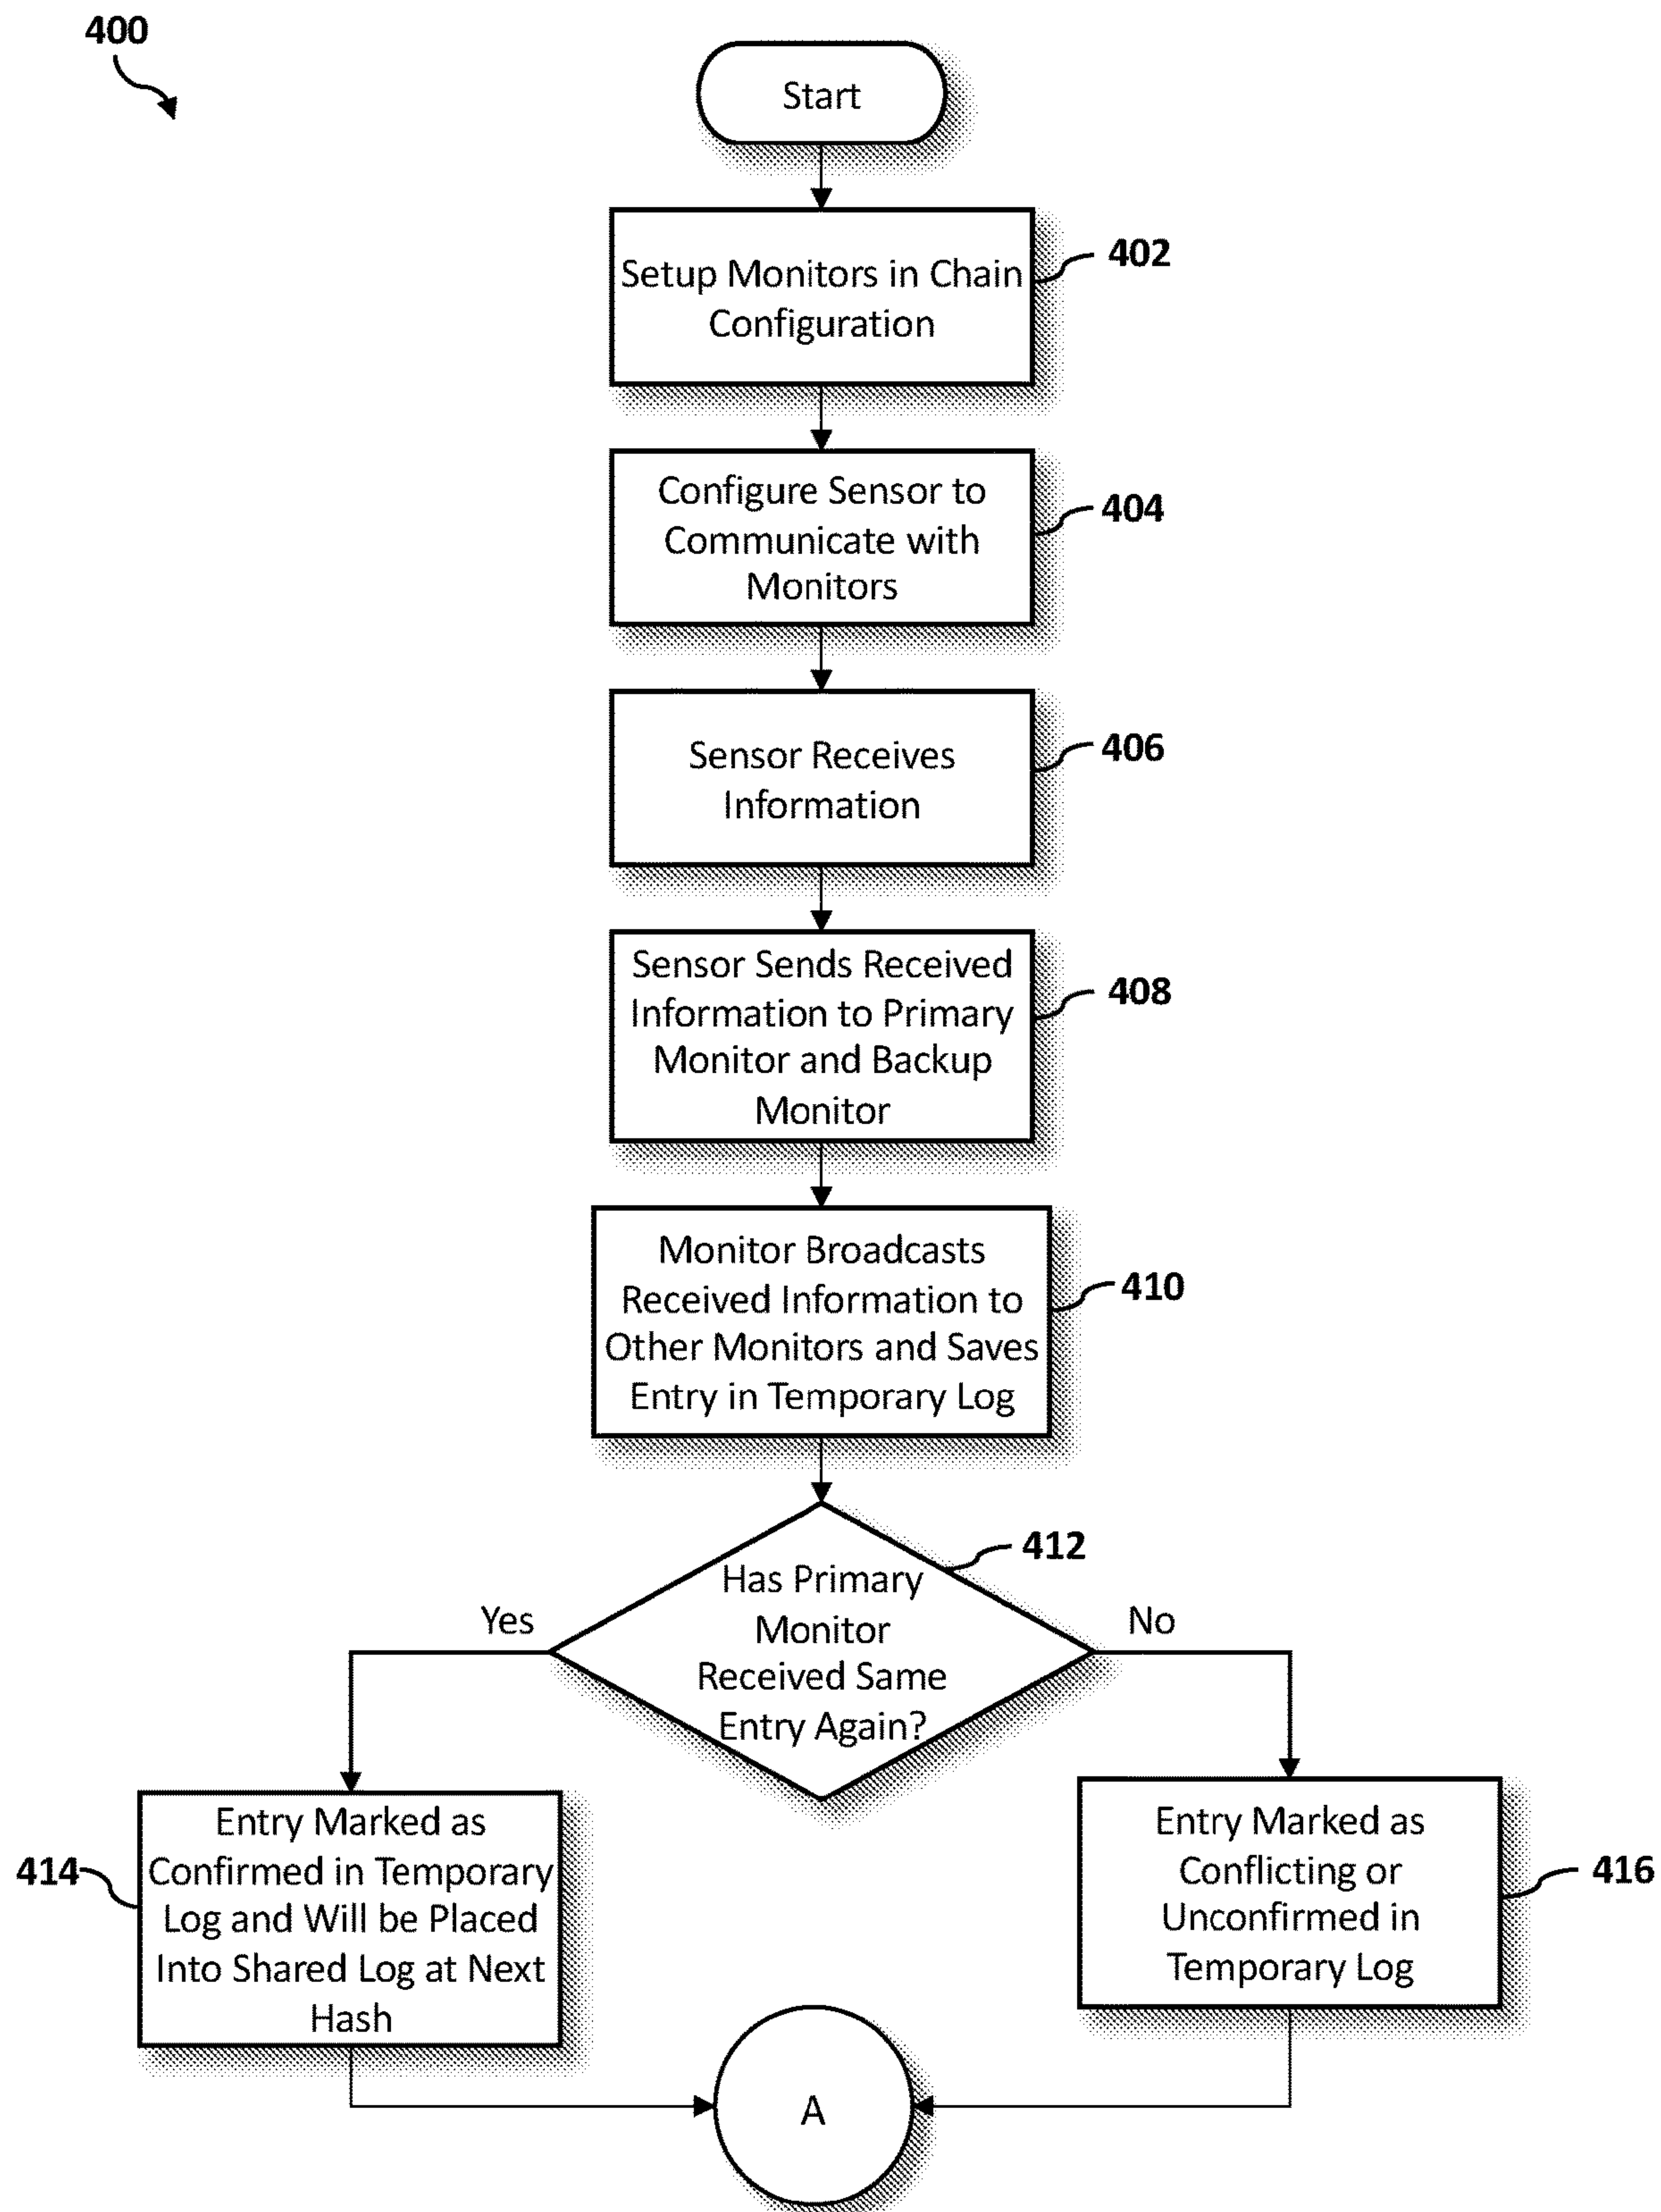 400
Start
Setup Monitors in Chain
Configuration
402
Configure Sensor to
Communicate with
Monitors
404
Sensor Receives
Information
406
Sensor Sends Received
Information to Primary
Monitor and Backup
Monitor
408
Monitor Broadcasts
Received Information to
Other Monitors and Saves
Entry in Temporary Log
410
Has Primary
Monitor
Received Same
Entry Again?
412
Yes
No
Entry Marked as
Confirmed in Temporary
Log and Will be Placed
Into Shared Log at Next
Hash
414
Entry Marked as
Conflicting or
Unconfirmed in
Temporary Log
416
A